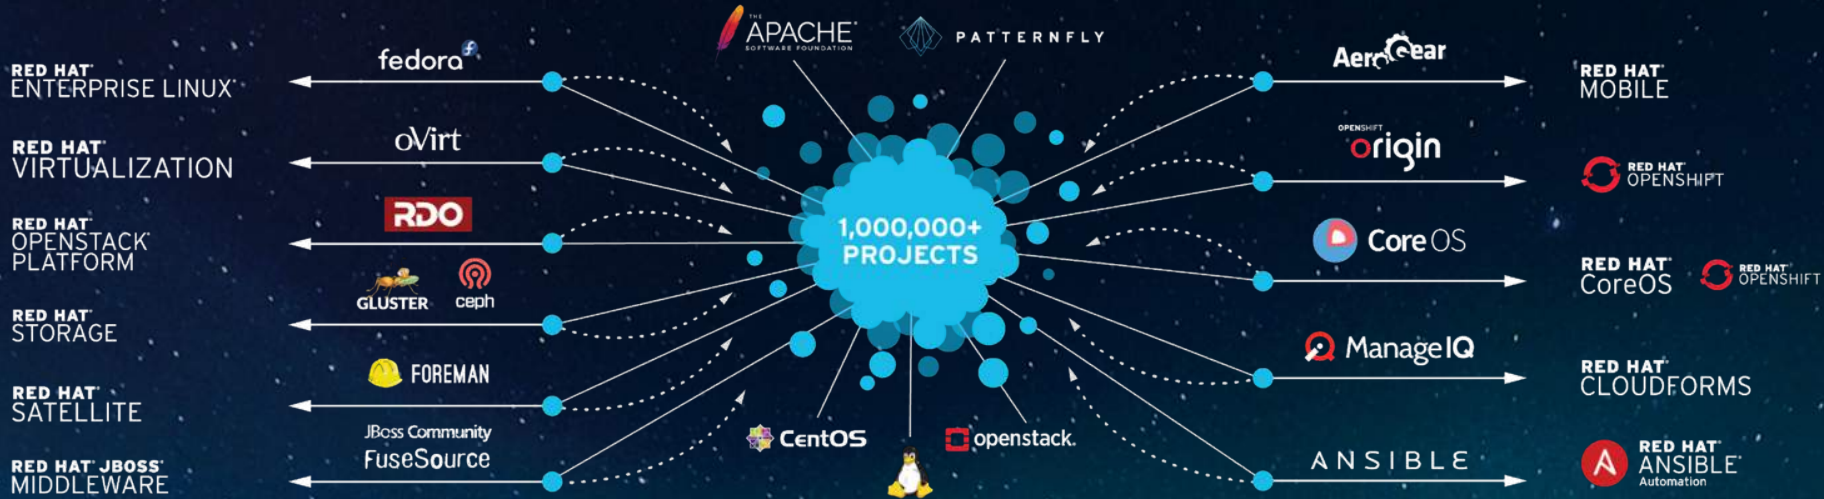 THE
APACHE®
SOFTWARE FOUNDATION
PATTERNFLY
RED HAT®
ENTERPRISE LINUX®
fedora
RED HAT®
VIRTUALIZATION
oVirt
RED HAT®
OPENSTACK®
PLATFORM
RDO
RED HAT®
STORAGE
GLUSTER
ceph
RED HAT®
SATELLITE
FOREMAN
RED HAT® JBOSS®
MIDDLEWARE
JBoss Community
FuseSource
1,000,000+
PROJECTS
CentOS
openstack.
AeroGear
RED HAT®
MOBILE
OPENSHIFT
origin
RED HAT®
OPENSHIFT
CoreOS
RED HAT®
CoreOS
RED HAT®
OPENSHIFT
ManageIQ
RED HAT®
CLOUDFORMS
ANSIBLE
A
RED HAT®
ANSIBLE®
Automation